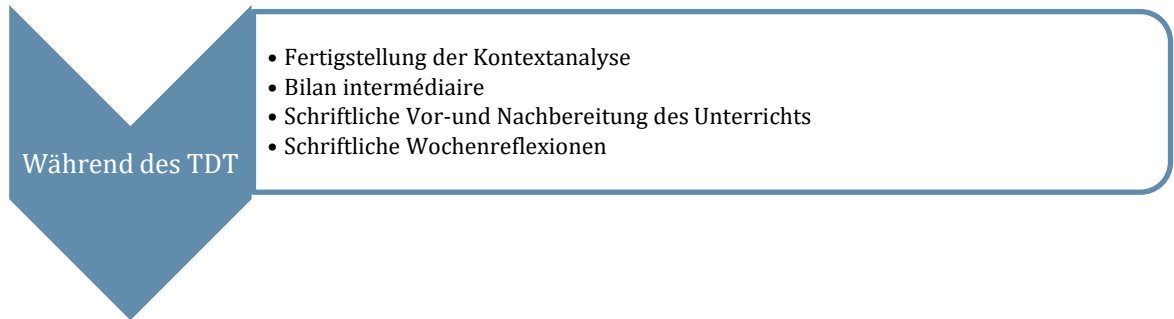 Während des TDT
• Fertigstellung der Kontextanalyse
• Bilan intermédiaire
• Schriftliche Vor-und Nachbereitung des Unterrichts
• Schriftliche Wochenreflexionen